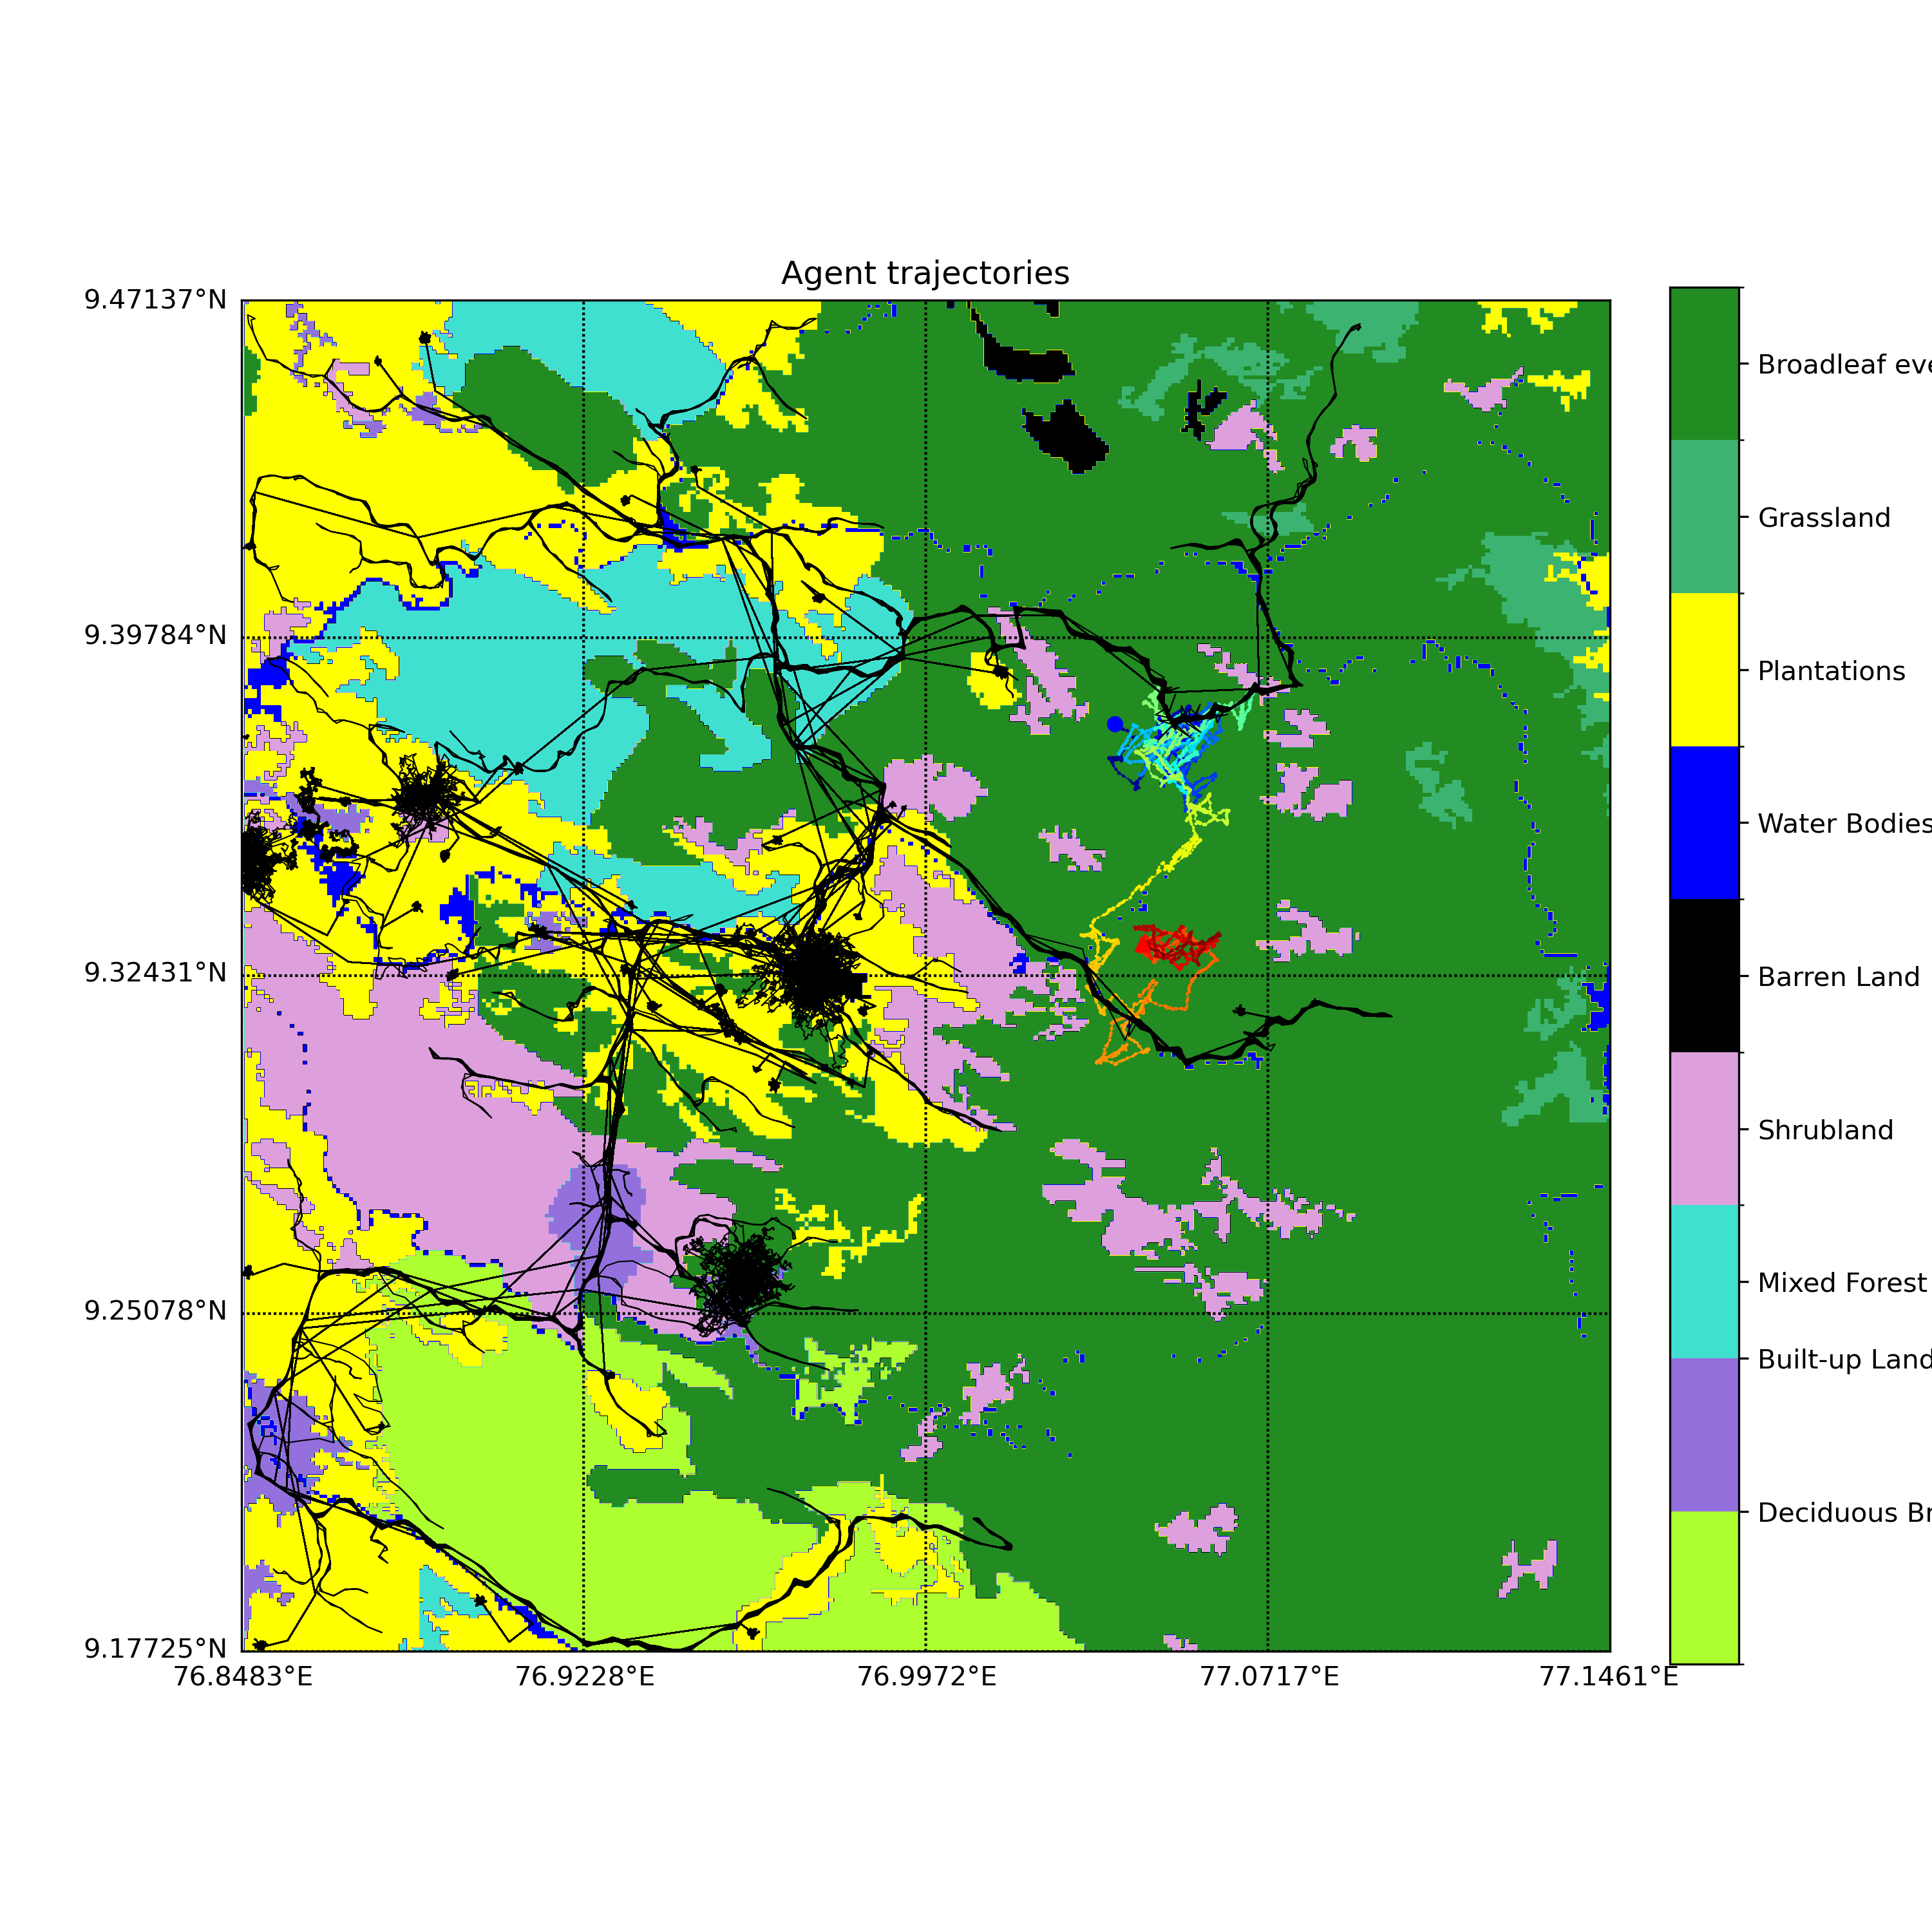 Agent trajectories
9.47137°N
9.39784°N
9.32431°N
9.25078°N
9.17725°N
76.8483°E
76.9228°E
76.9972°E
77.0717°E
77.1461°E
Broadleaf eve
Grassland
Plantations
Water Bodies
Barren Land
Shrubland
Mixed Forest
Built-up Land
Deciduous Br